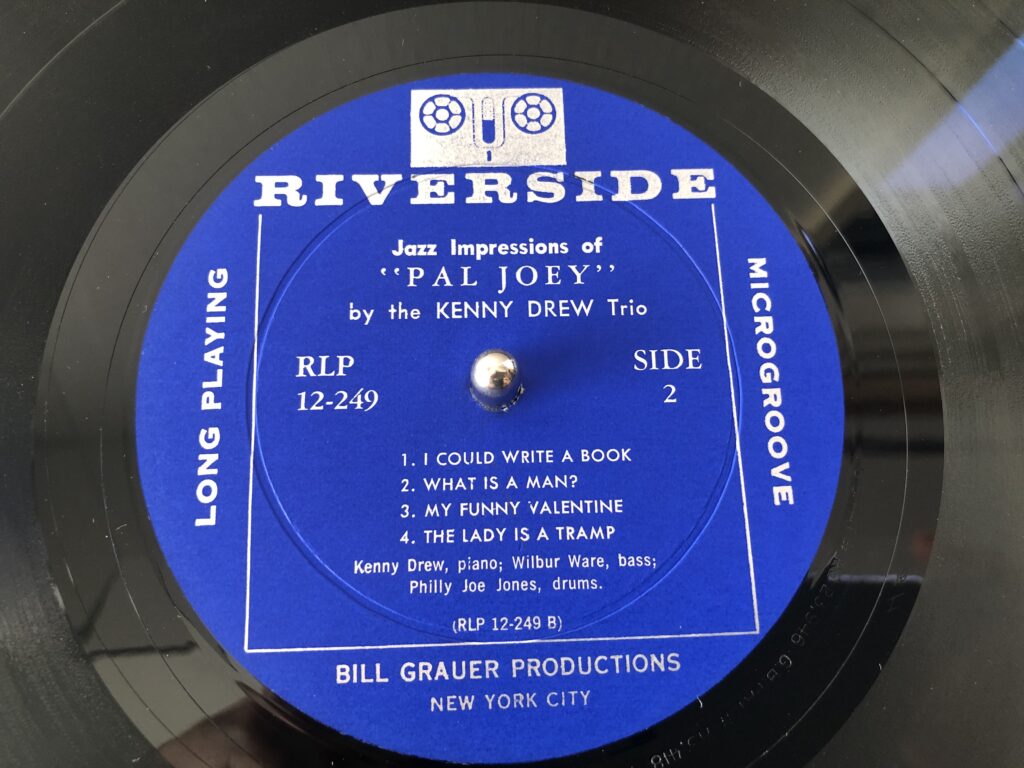 RIVERSIDE
Jazz Impressions of
“PAL JOEY”
by the KENNY DREW Trio
RLP
12-249
SIDE
2
LONG PLAYING
MICROGROOVE
1. I COULD WRITE A BOOK
2. WHAT IS A MAN?
3. MY FUNNY VALENTINE
4. THE LADY IS A TRAMP
Kenny Drew, piano; Wilbur Ware, bass;
Philly Joe Jones, drums.
(RLP 12-249 B)
BILL GRAUER PRODUCTIONS
NEW YORK CITY